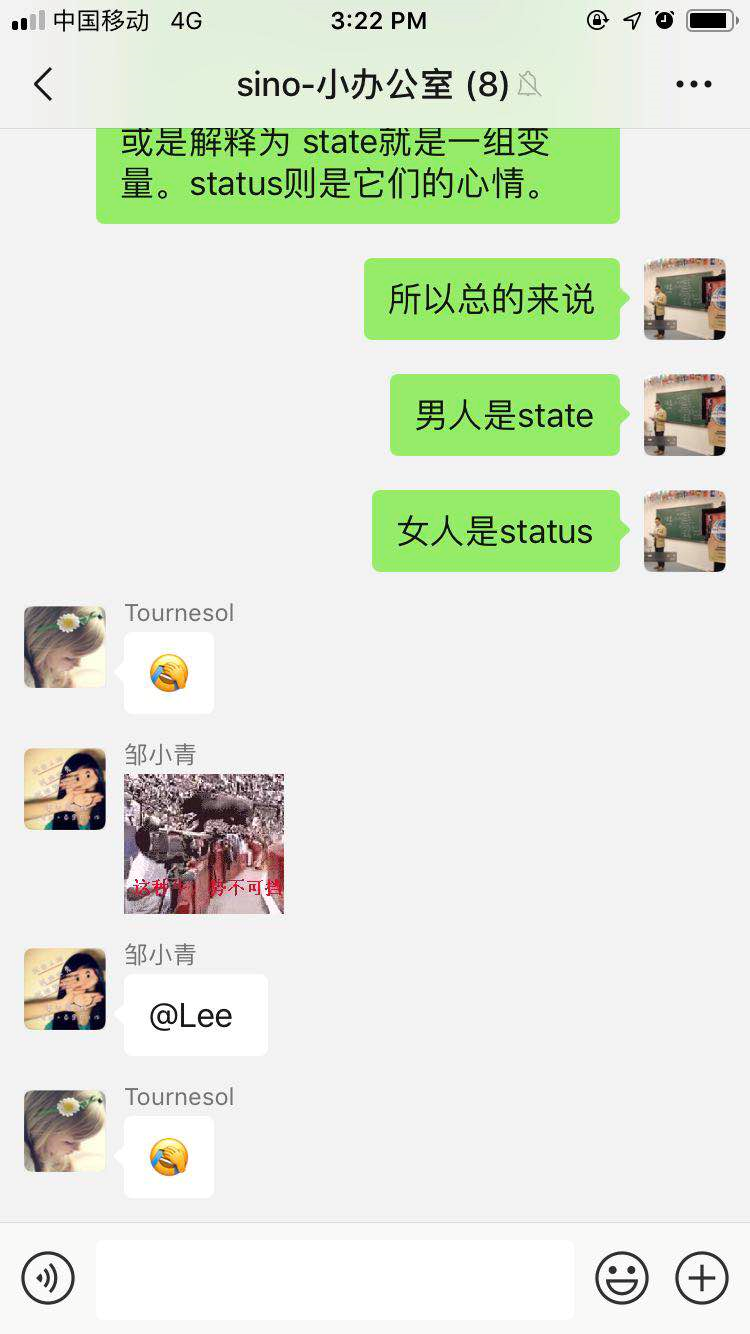 中国移动 4G 3:22 PM
sino-小办公室 (8)
或是解释为 state就是一组变
量。status则是它们的心情。
所以总的来说
男人是state
女人是status
Tournesol
邹小青
这种 势不可挡
邹小青
@Lee
Tournesol